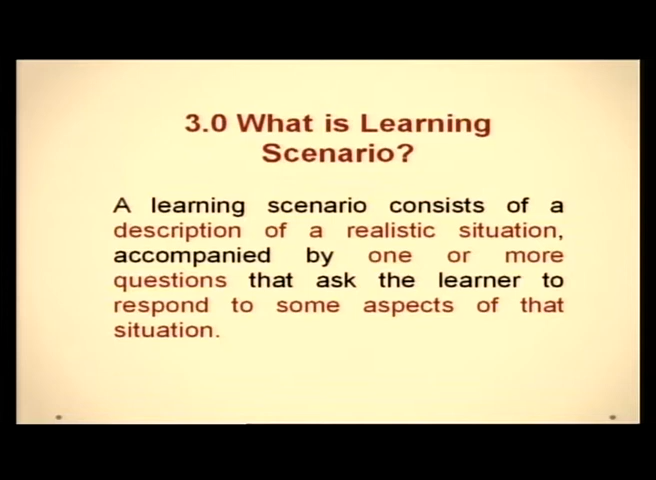 3.0 What is Learning
Scenario?
A learning scenario consists of a
description of a realistic situation,
accompanied by one or more
questions that ask the learner to
respond to some aspects of that
situation.